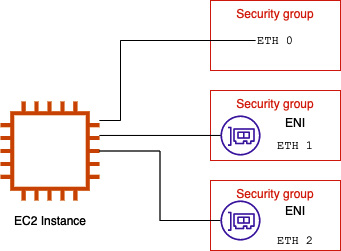 Security group
ETH 0
Security group
ENI
ETH 1
EC2 Instance
Security group
ENI
ETH 2